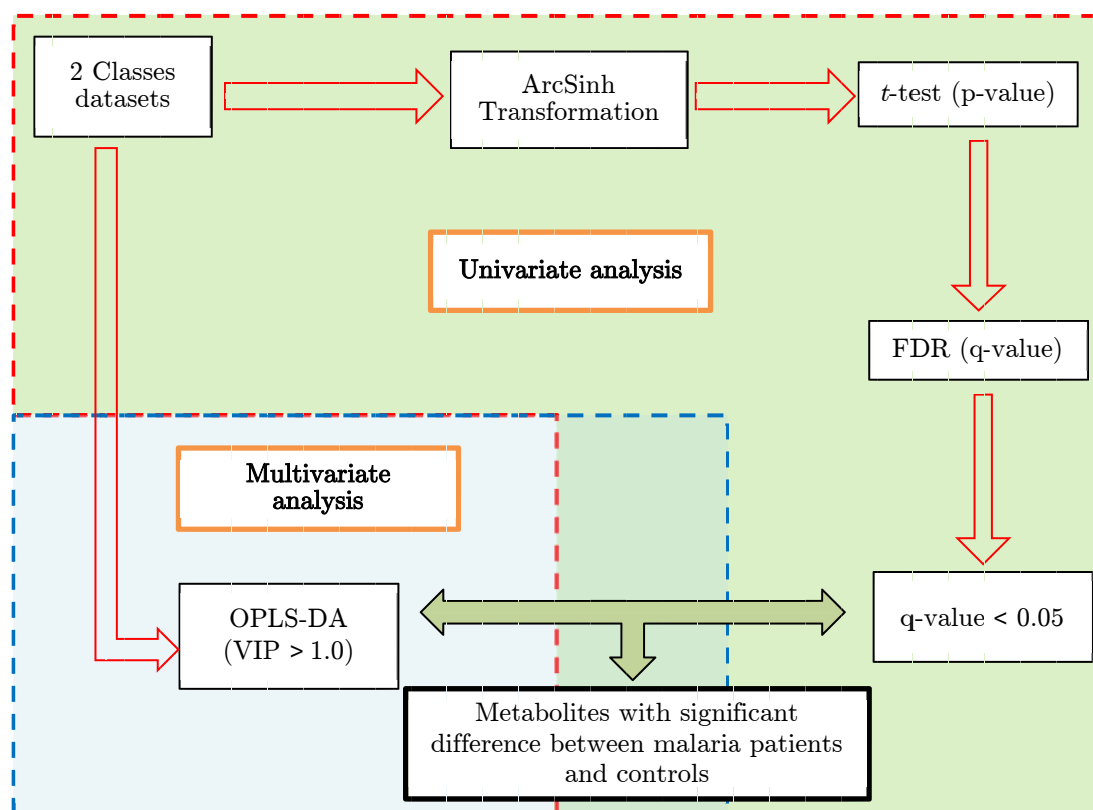 2 Classes
datasets
ArcSinh
Transformation
t-test (p-value)
Univariate analysis
FDR (q-value)
Multivariate
analysis
OPLS-DA
(VIP > 1.0)
q-value < 0.05
Metabolites with significant
difference between malaria patients
and controls